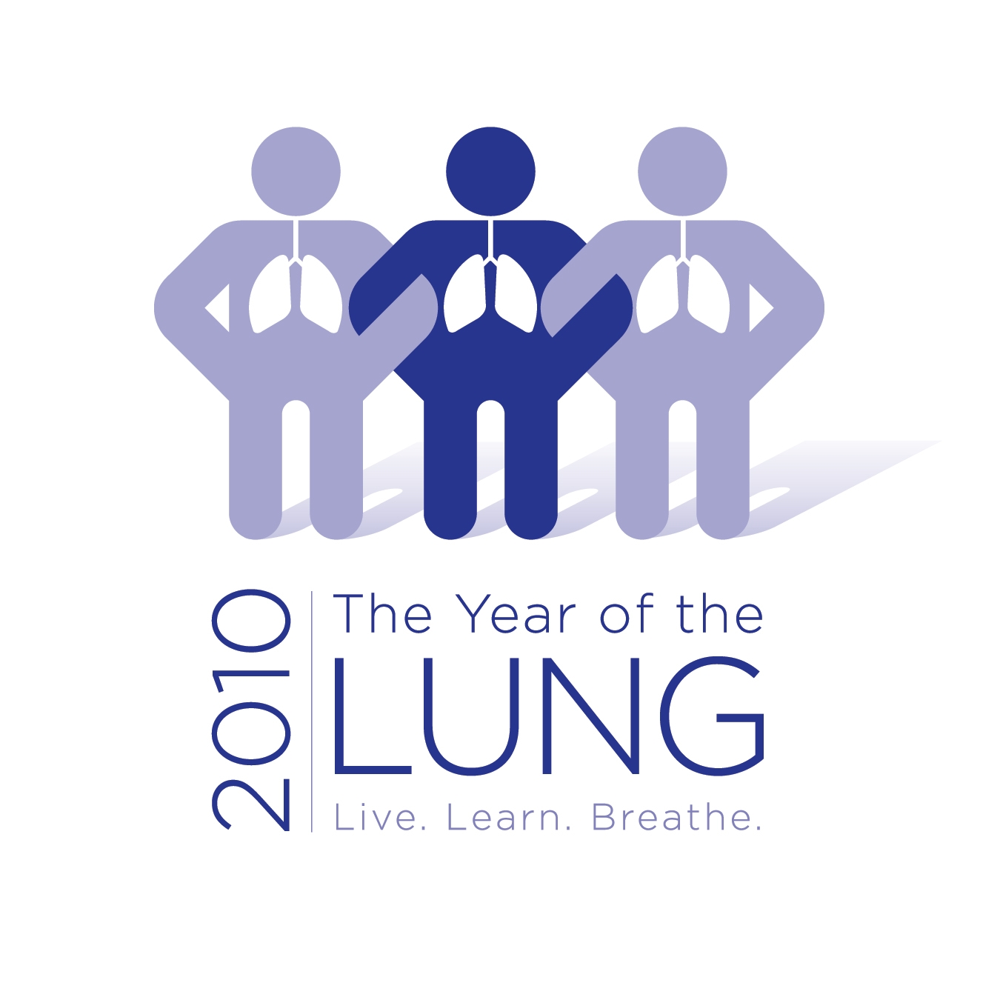 2010
The Year of the
LUNG
Live. Learn. Breathe.